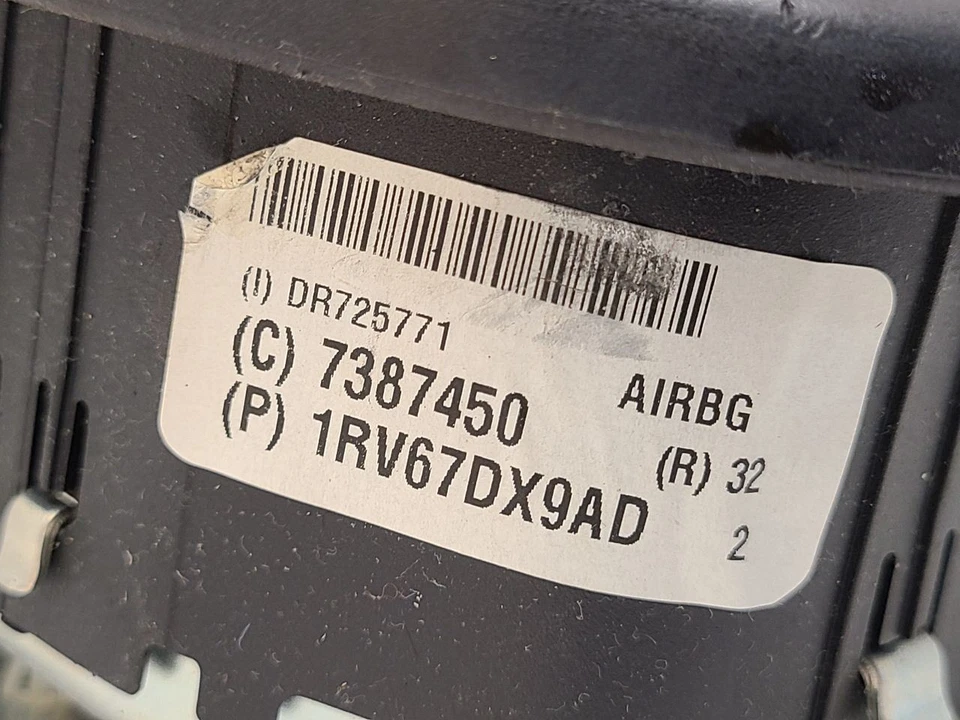 (I) DR725771
(C) 7387450 AIRBG
(P) 1RV67DX9AD (R) 32
2